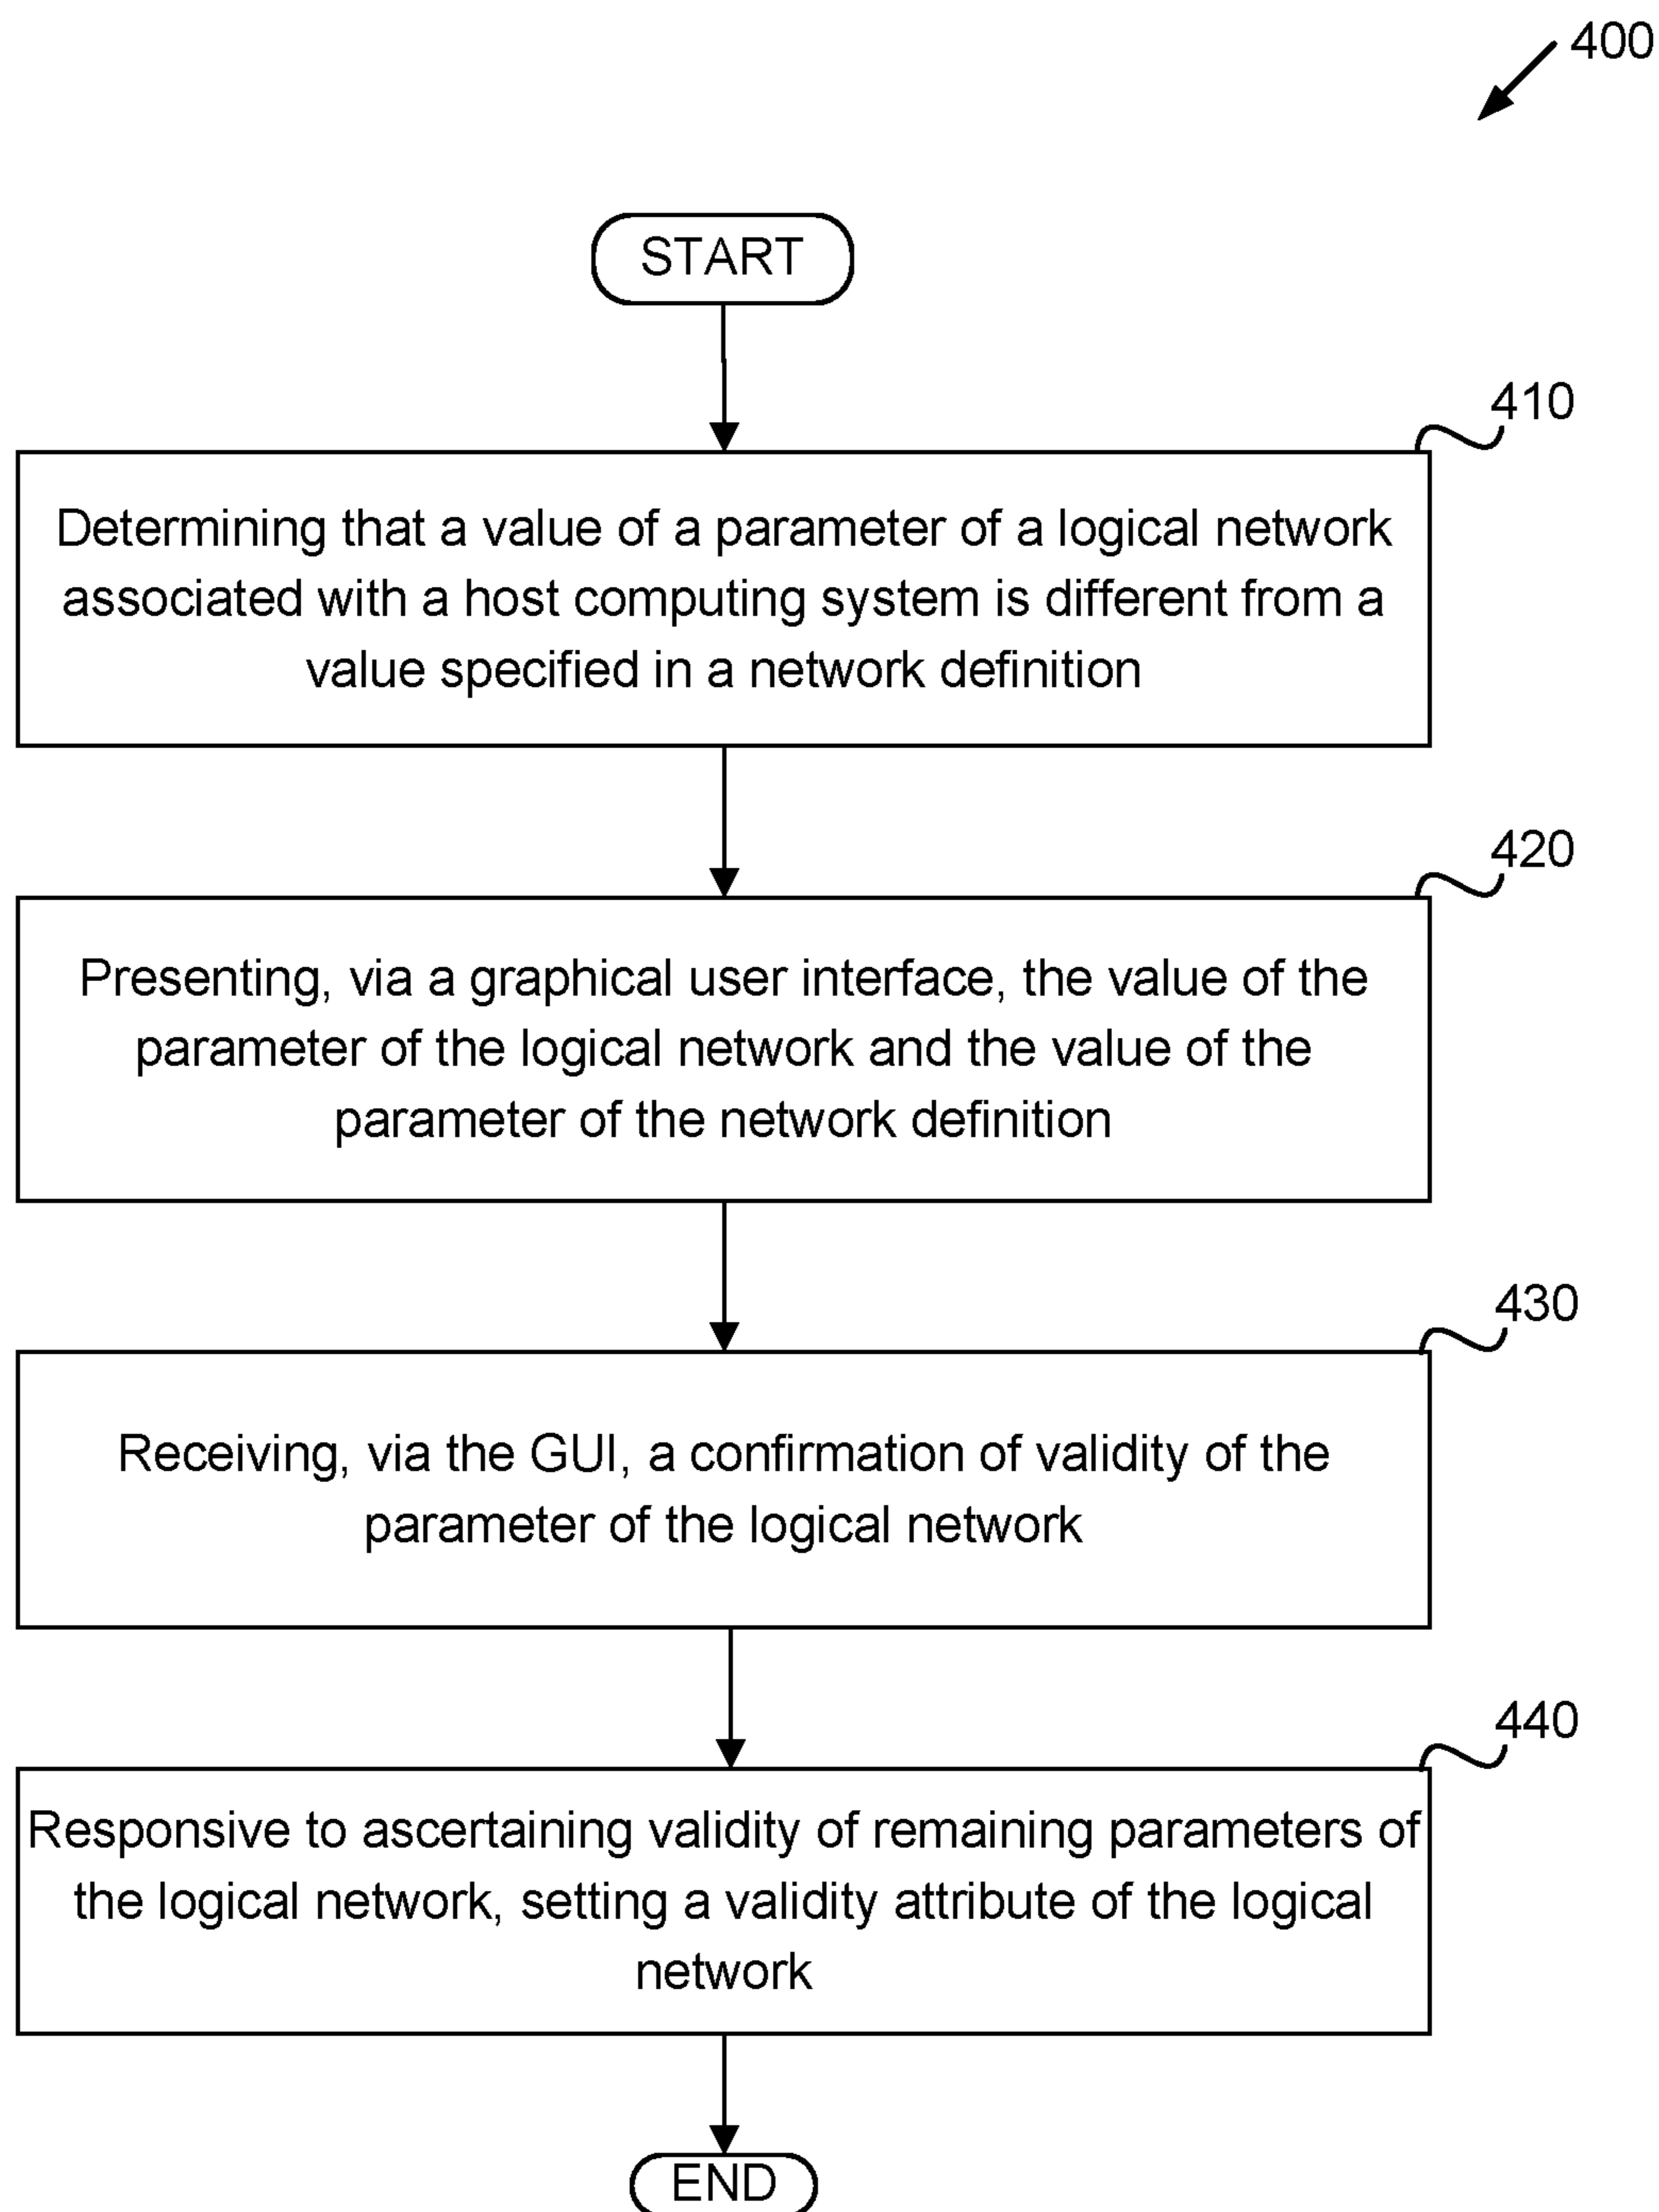 400
START
410
Determining that a value of a parameter of a logical network
associated with a host computing system is different from a
value specified in a network definition
420
Presenting, via a graphical user interface, the value of the
parameter of the logical network and the value of the
parameter of the network definition
430
Receiving, via the GUI, a confirmation of validity of the
parameter of the logical network
440
Responsive to ascertaining validity of remaining parameters of
the logical network, setting a validity attribute of the logical
network
END